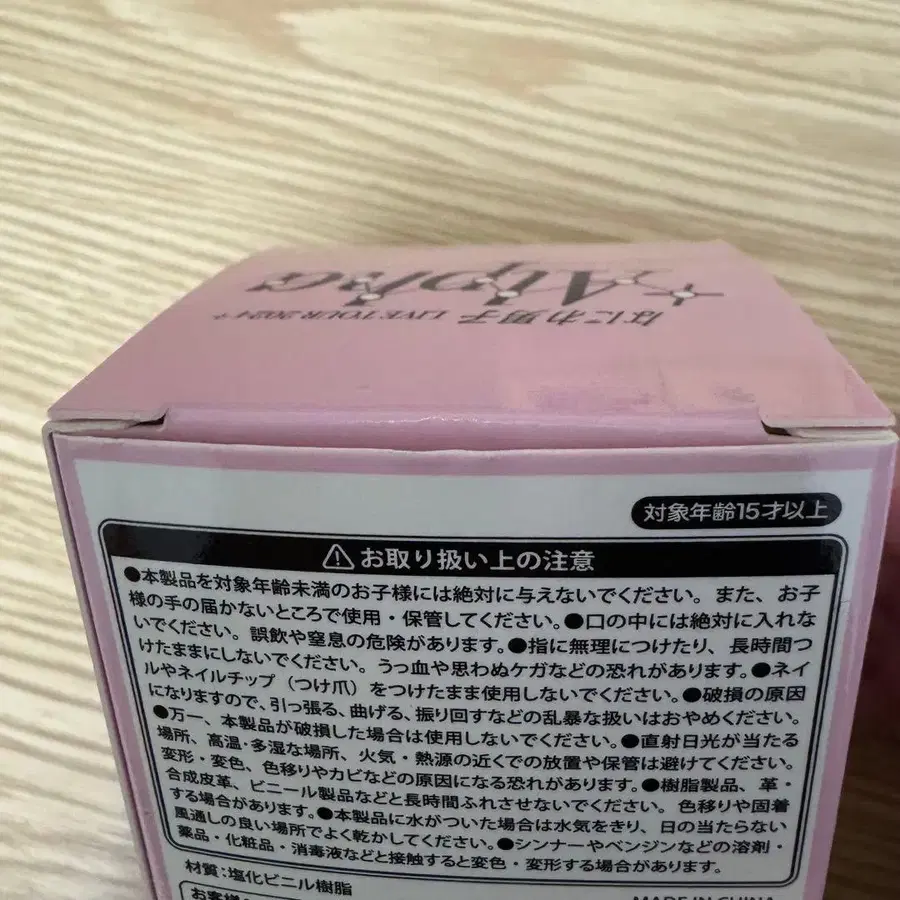 +Alpha+
なにわ男子 LIVE TOUR 2024 +
対象年齢15才以上
⚠お取り扱い上の注意
●本製品を対象年齢未満のお子様には絶対に与えないでください。また、お子
様の手の届かないところで使用・保管してください。●口の中には絶対に入れな
いでください。誤飲や窒息の危険があります。●指に無理につけたり、長時間つ
けたままにしないでください。うっ血や思わぬケガなどの恐れがあります。●ネイ
ルやネイルチップ（つけ爪）をつけたまま使用しないでください。●破損の原因
になりますので、引っ張る、曲げる、振り回すなどの乱暴な扱いはおやめください。
●万一、本製品が破損した場合は使用しないでください。●直射日光が当たる
場所、高温・多湿な場所、火気・熱源の近くでの放置や保管は避けてください。
変形・変色、色移りやカビなどの原因になる恐れがあります。●樹脂製品、革・
合成皮革、ビニール製品などと長時間ふれさせないでください。色移りや固着
する場合があります。●本製品に水がついた場合は水気をきり、日の当たらない
風通しの良い場所でよく乾かしてください。●シンナーやベンジンなどの溶剤・
薬品・化粧品・消毒液などと接触すると変色・変形する場合があります。
材質:塩化ビニル樹脂
MADE IN CHINA
お客様